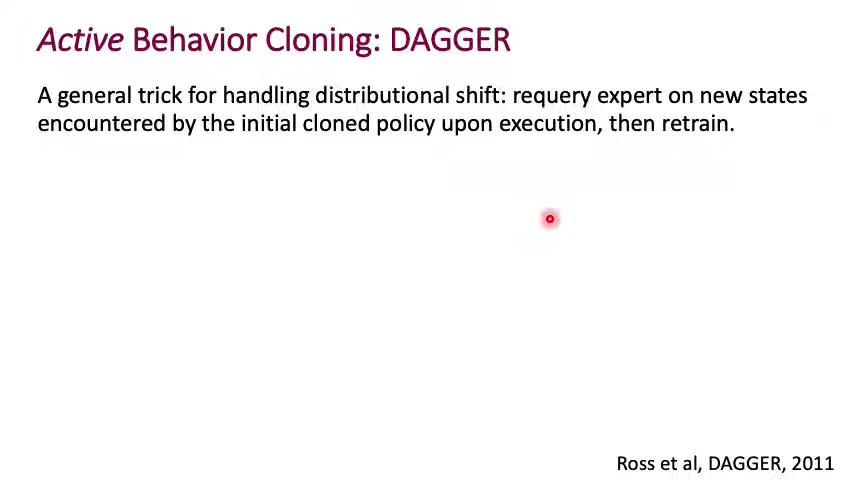 Active Behavior Cloning: DAGGER
A general trick for handling distributional shift: requery expert on new states
encountered by the initial cloned policy upon execution, then retrain.
Ross et al, DAGGER, 2011